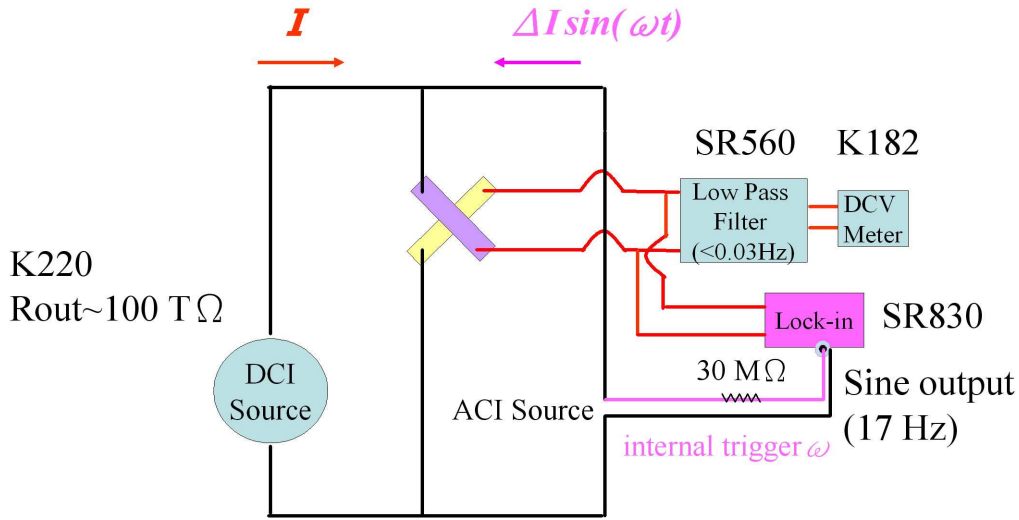 I
ΔI sin(ωt)
SR560
K182
Low Pass
Filter
(<0.03Hz)
DCV
Meter
K220
Rout~100 TΩ
Lock-in
SR830
DCI
Source
30 MΩ
ACI Source
Sine output
(17 Hz)
internal trigger ω